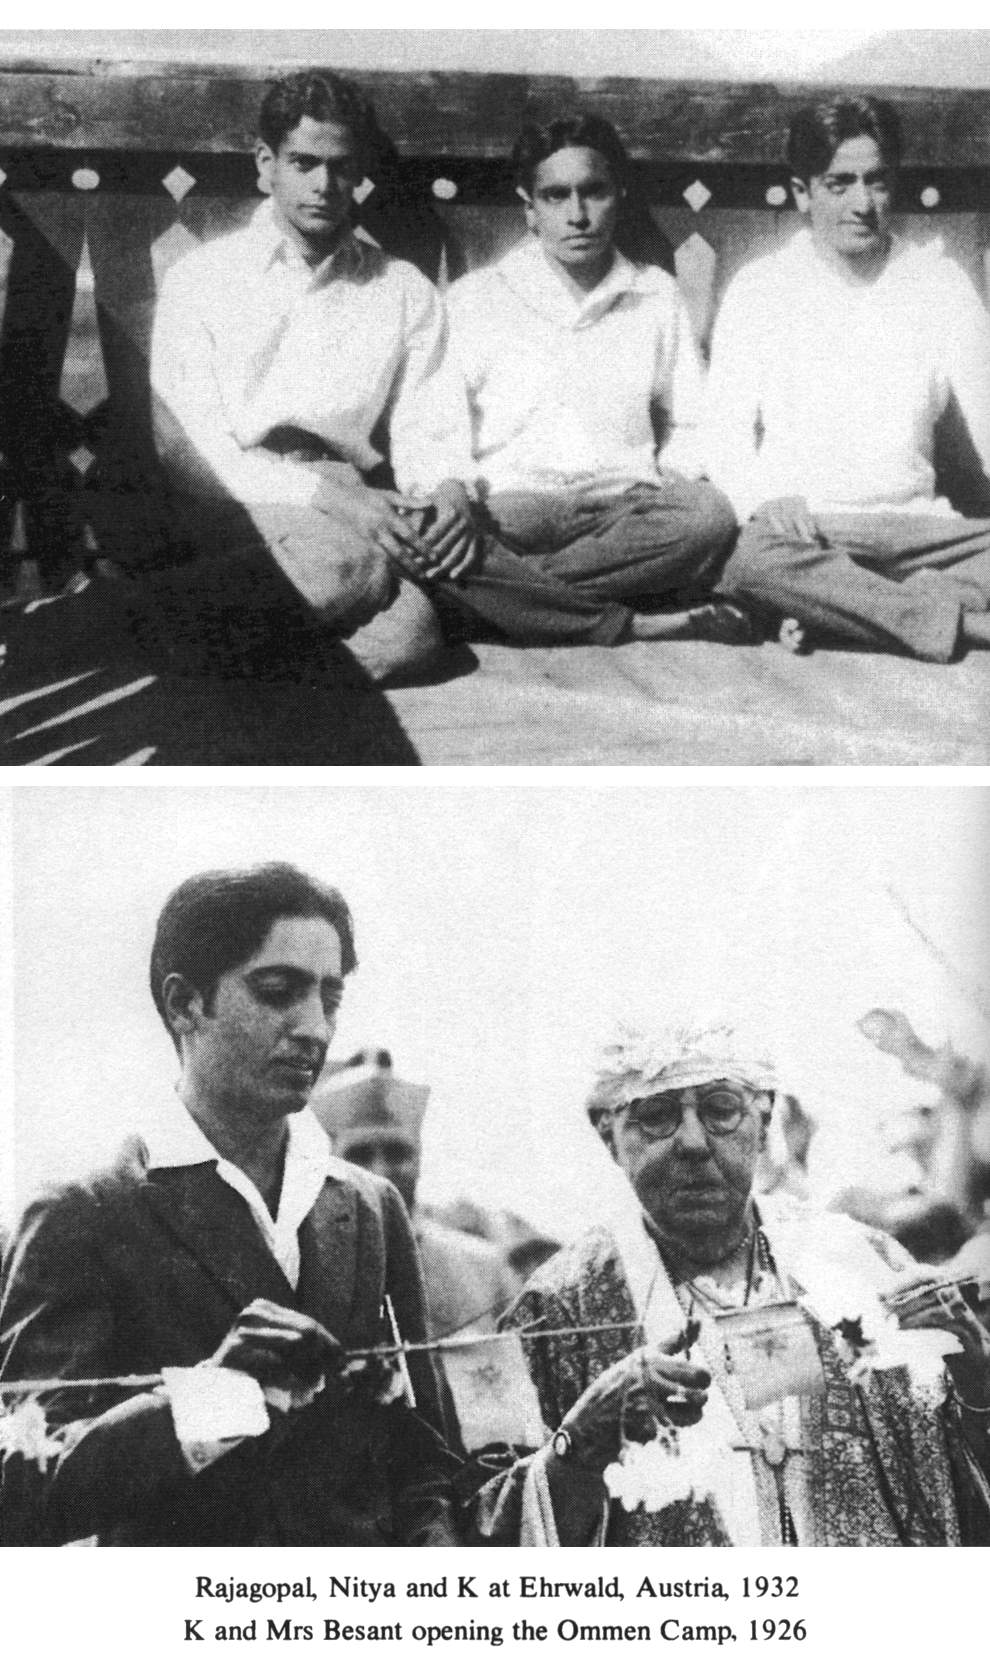 Rajagopal, Nitya and K at Ehrwald, Austria, 1932
K and Mrs Besant opening the Ommen Camp, 1926